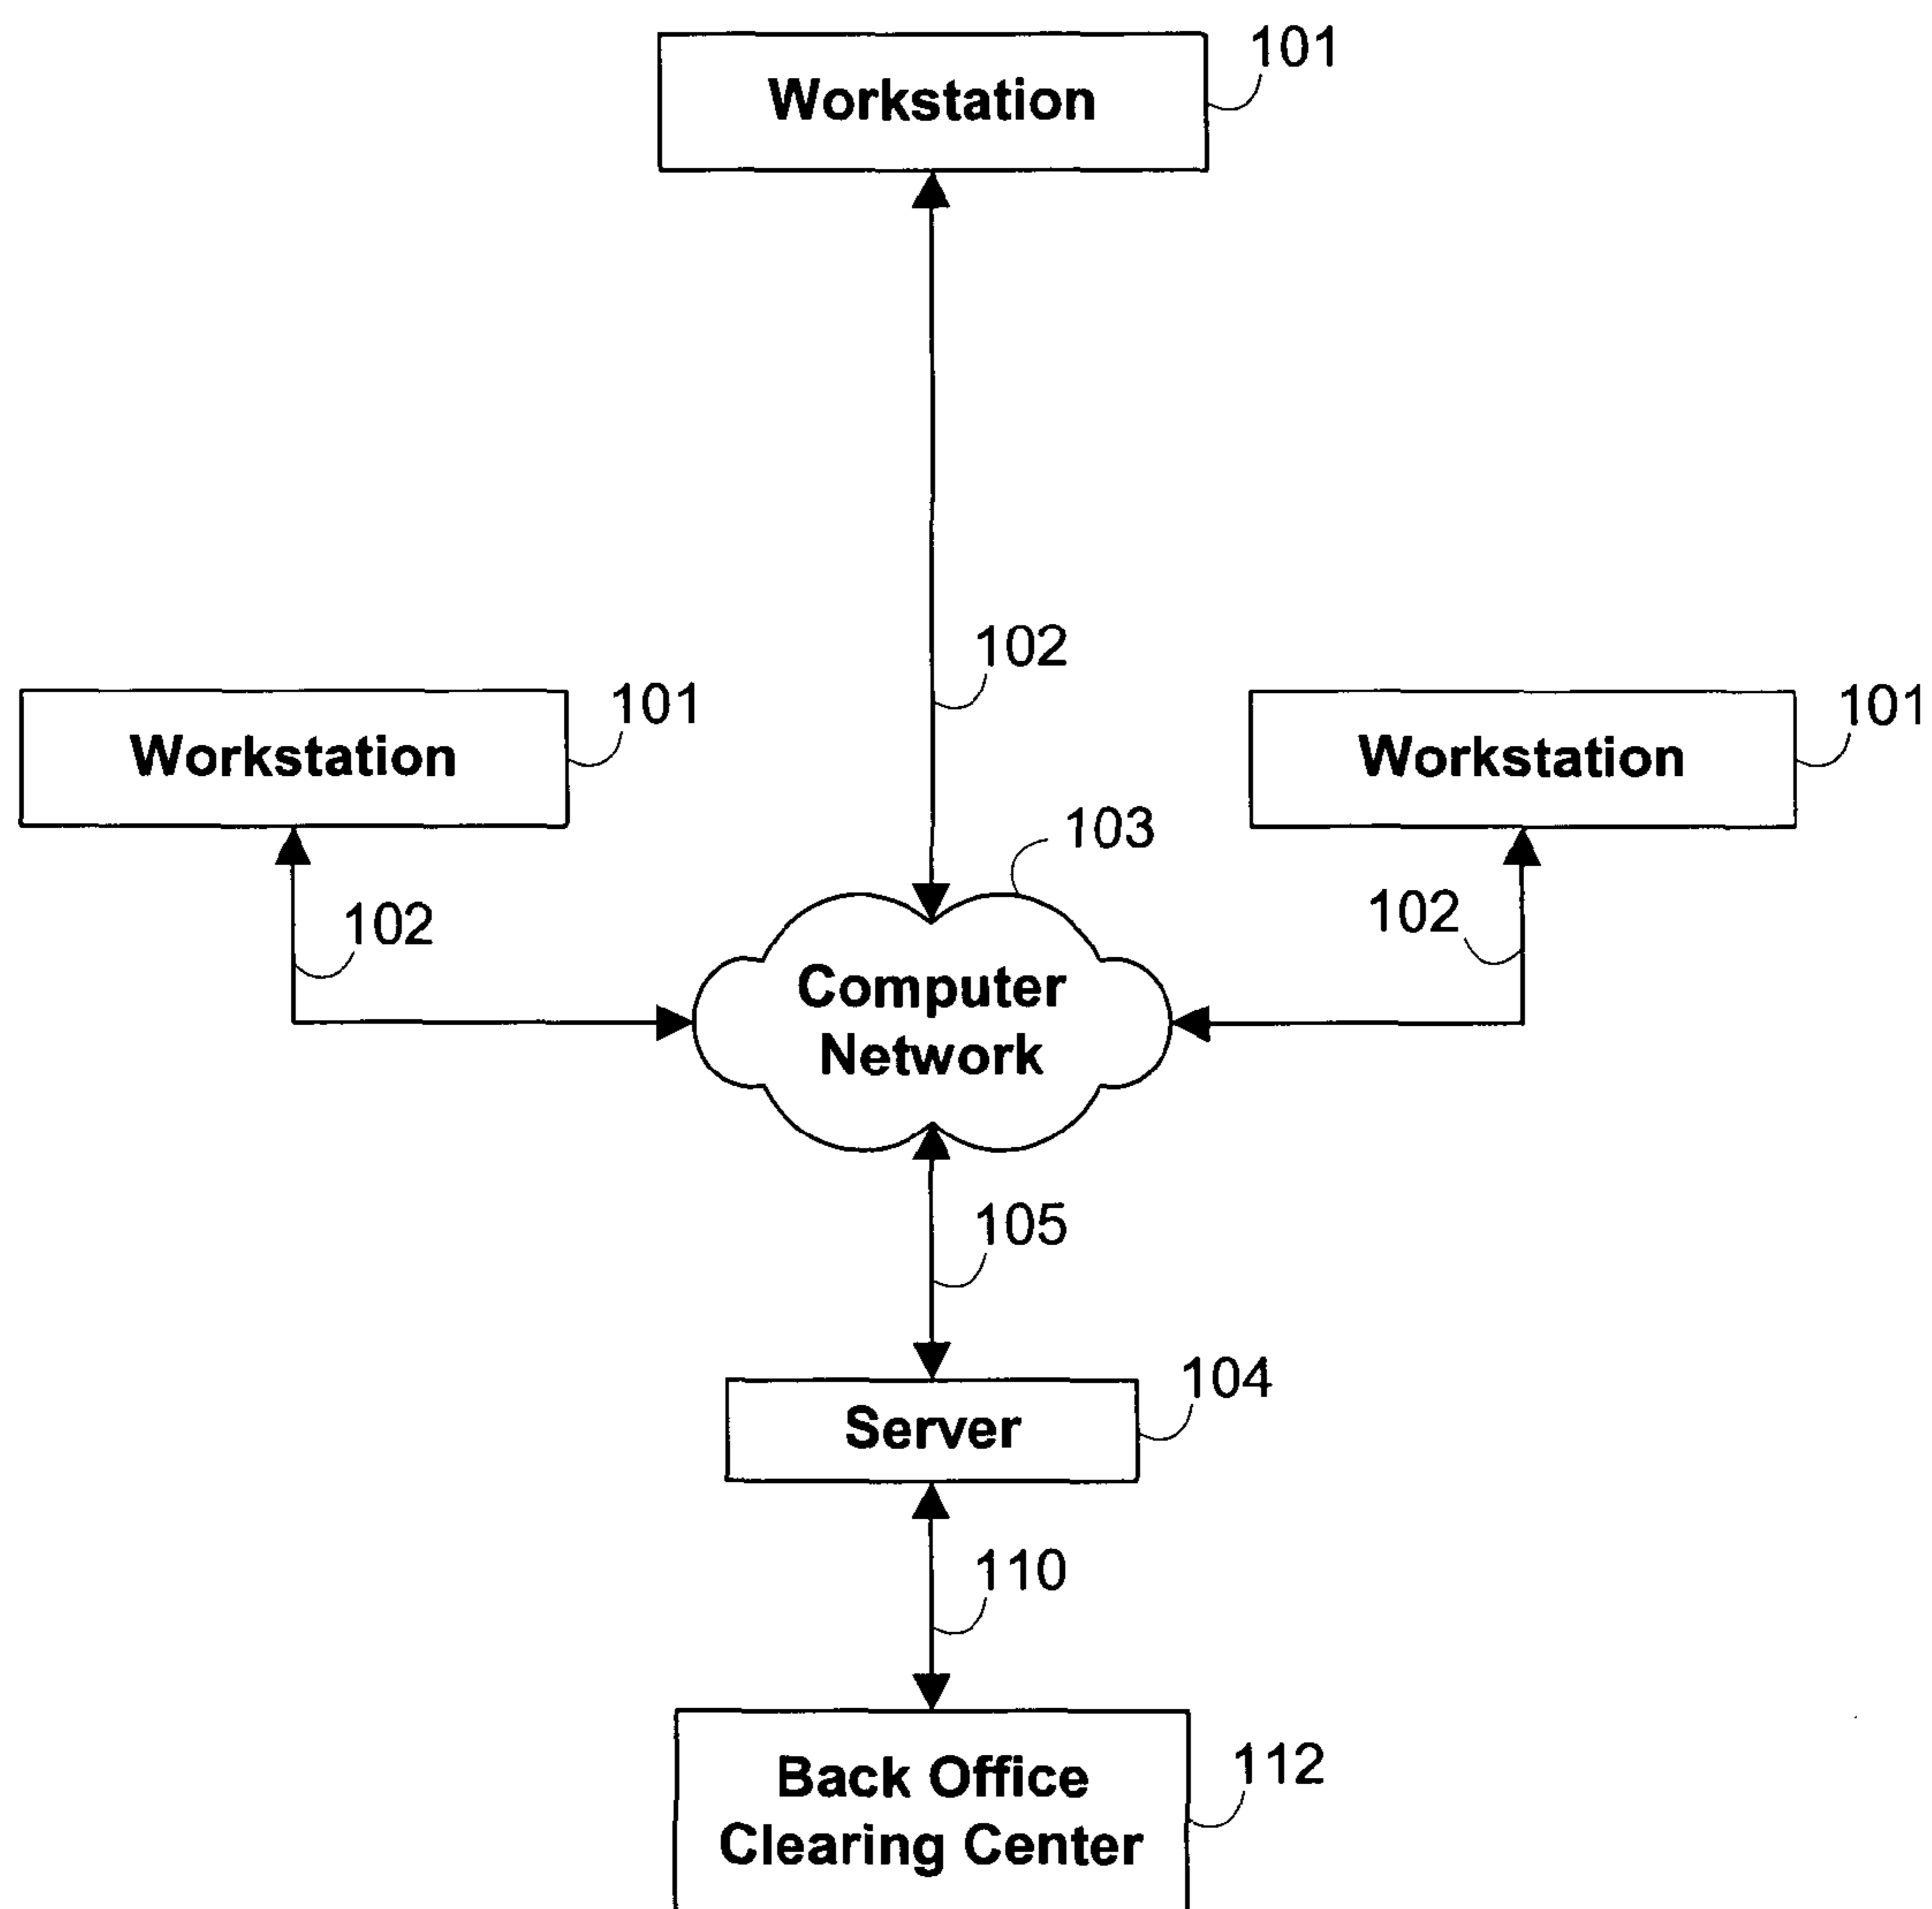 101
Workstation
102
101
Workstation
101
Workstation
103
102
102
Computer
Network
105
104
Server
110
112
Back Office
Clearing Center